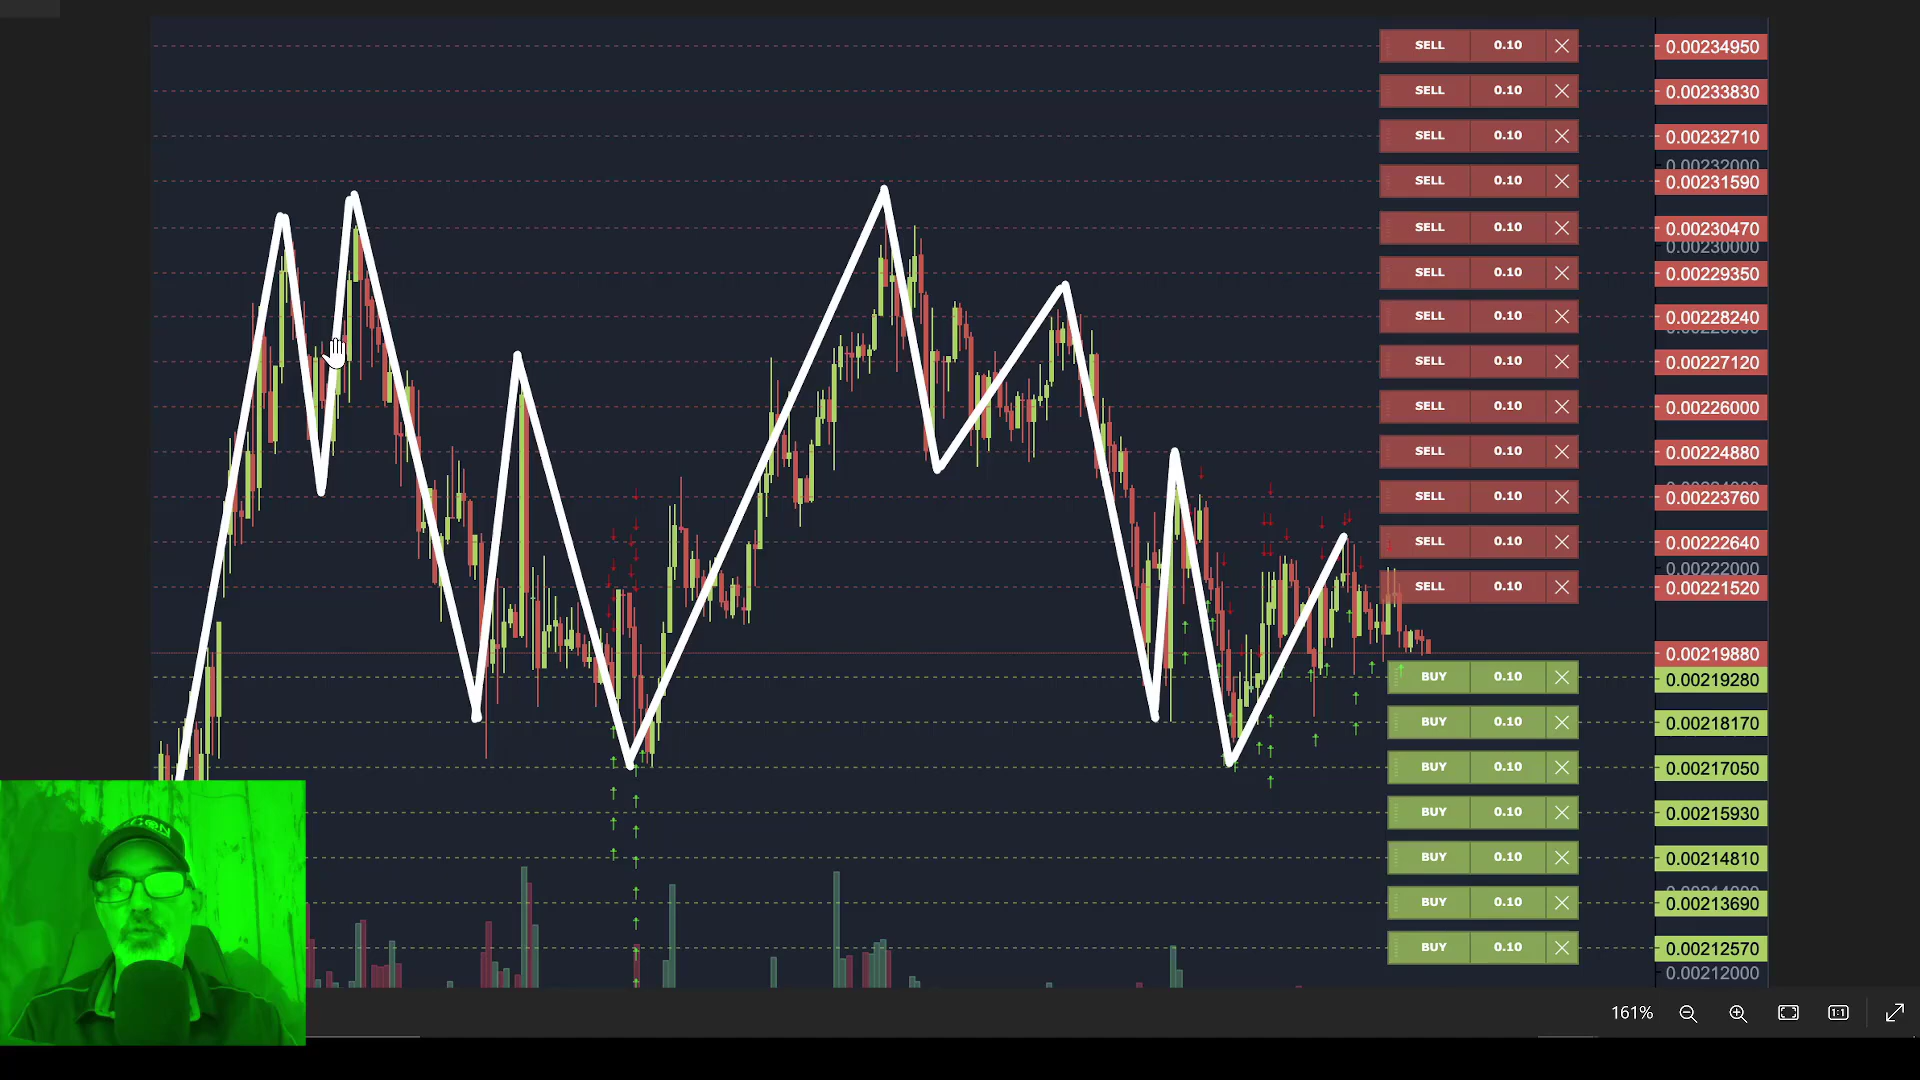 SELL 0.10 0.00234950
SELL 0.10 0.00233830
SELL 0.10 0.00232710
0.00232000
SELL 0.10 0.00231590
SELL 0.10 0.00230470
0.00230000
SELL 0.10 0.00229350
SELL 0.10 0.00228240
SELL 0.10 0.00227120
SELL 0.10 0.00226000
SELL 0.10 0.00224880
SELL 0.10 0.00223760
SELL 0.10 0.00222640
0.00222000
SELL 0.10 0.00221520
0.00219880
BUY 0.10 0.00219280
BUY 0.10 0.00218170
BUY 0.10 0.00217050
BUY 0.10 0.00215930
BUY 0.10 0.00214810
BUY 0.10 0.00213690
BUY 0.10 0.00212570
0.00212000
161% 1:1